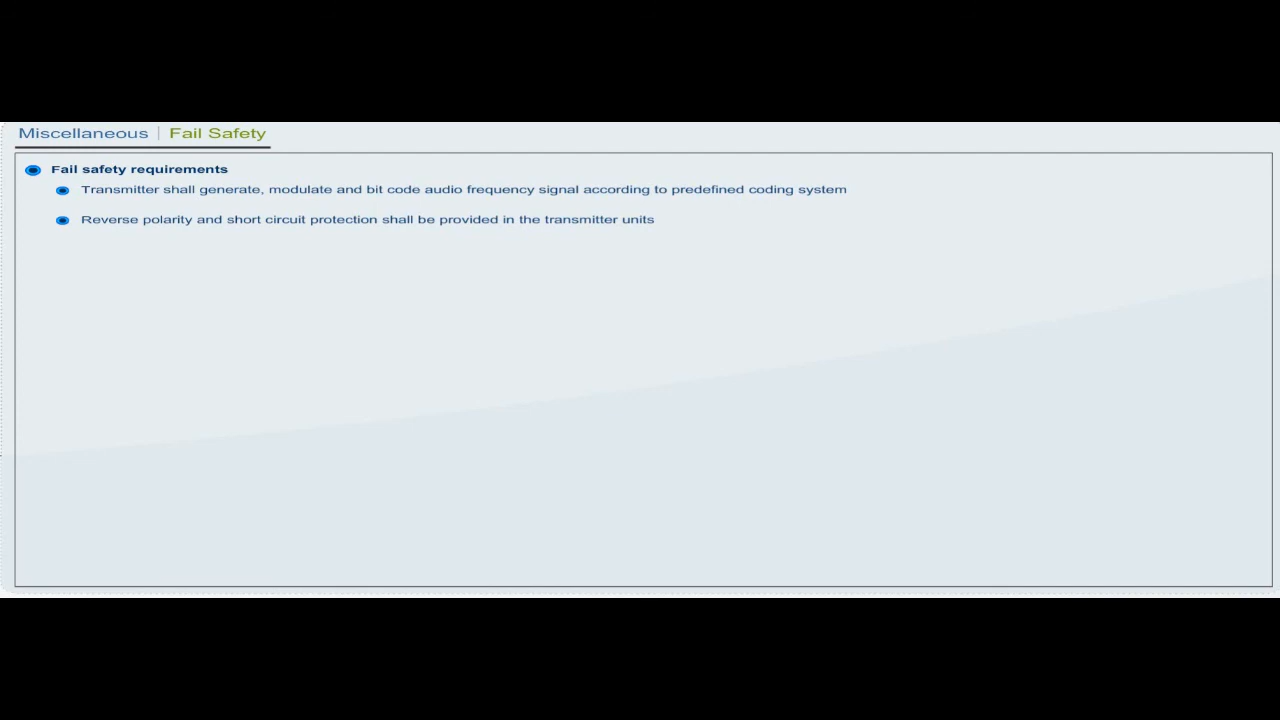 Miscellaneous | Fail Safety
Fail safety requirements
Transmitter shall generate, modulate and bit code audio frequency signal according to predefined coding system
Reverse polarity and short circuit protection shall be provided in the transmitter units